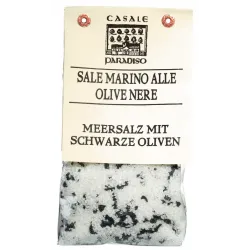 CASALE
PARADISO
SALE MARINO ALLE
OLIVE NERE
MEERSALZ MIT
SCHWARZE OLIVEN